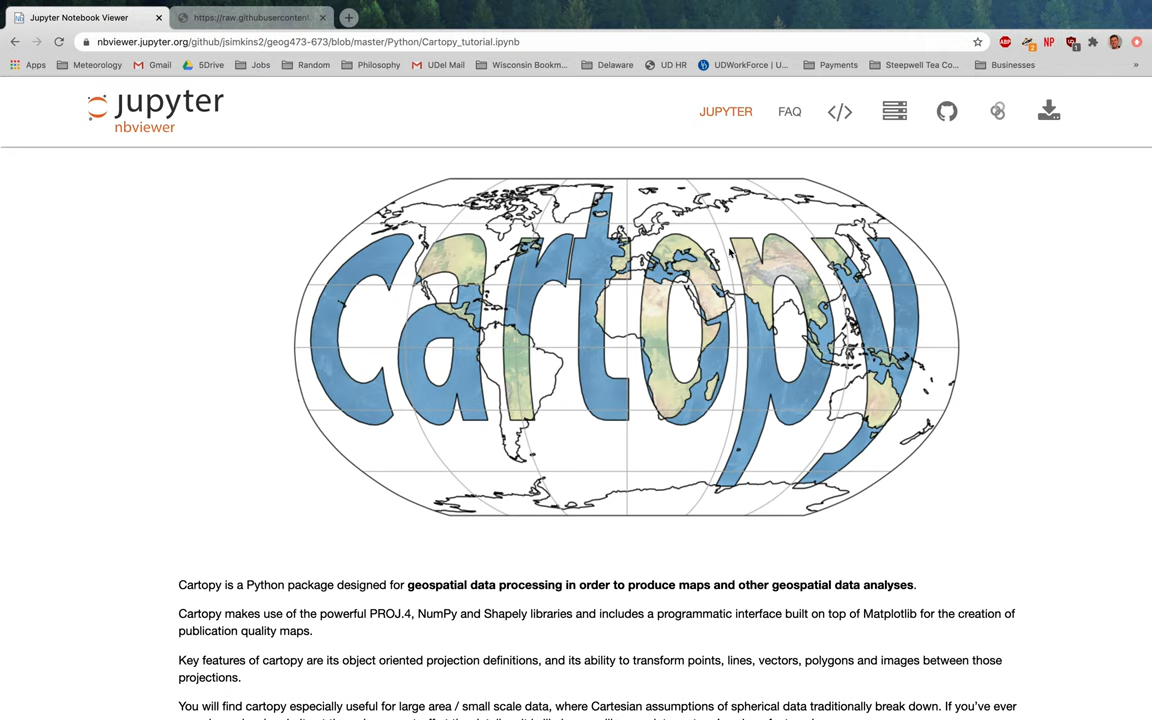 Jupyter Notebook Viewer
https://raw.githubusercontent
nbviewer.jupyter.org/github/jsimkins2/geog473-673/blob/master/Python/Cartopy_tutorial.ipynb
Apps Meteorology Gmail 5Drive Jobs Random Philosophy UDel Mail Wisconsin Bookm... Delaware UD HR UDWorkForce | U... Payments Steepwell Tea Co... Businesses »
jupyter
nbviewer
JUPYTER FAQ </>
cartopy
Cartopy is a Python package designed for geospatial data processing in order to produce maps and other geospatial data analyses.
Cartopy makes use of the powerful PROJ.4, NumPy and Shapely libraries and includes a programmatic interface built on top of Matplotlib for the creation of
publication quality maps.
Key features of cartopy are its object oriented projection definitions, and its ability to transform points, lines, vectors, polygons and images between those
projections.
You will find cartopy especially useful for large area / small scale data, where Cartesian assumptions of spherical data traditionally break down. If you've ever